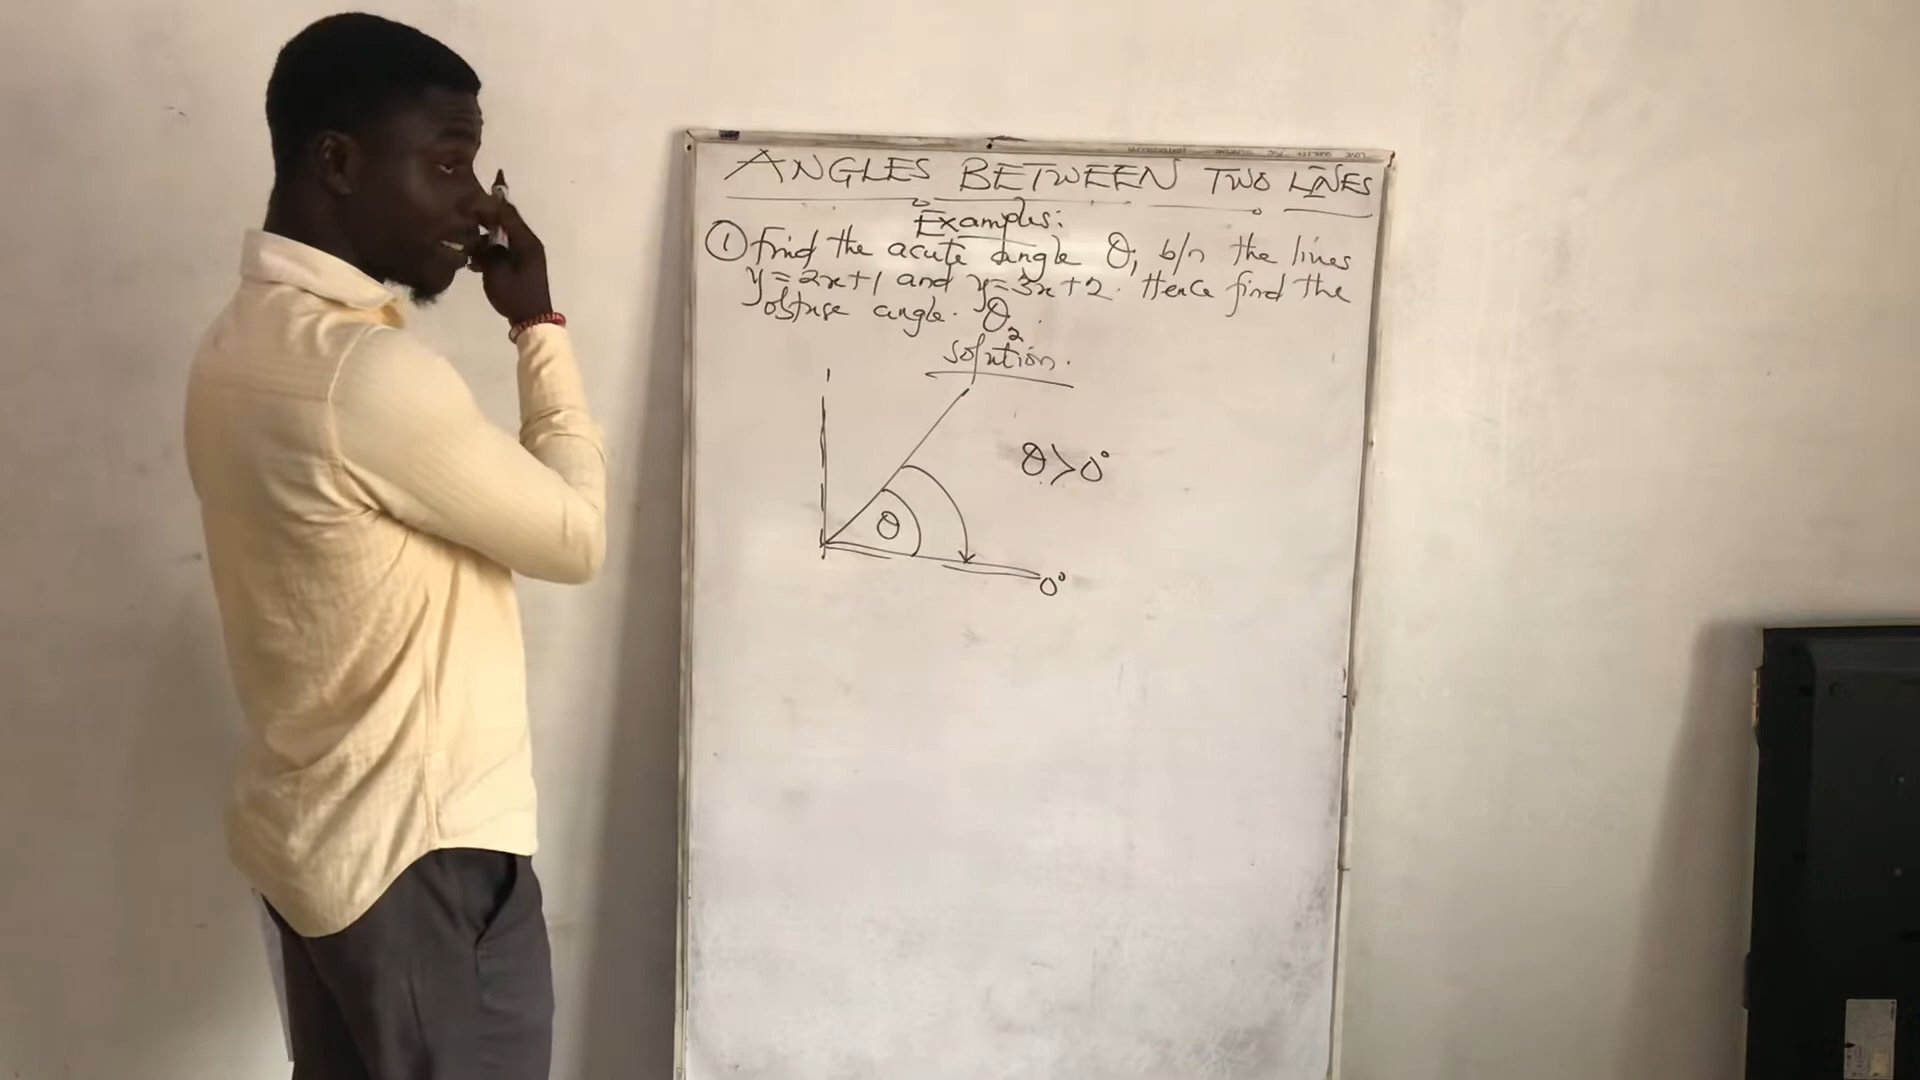 ANGLES BETWEEN TWO LINES
Examples:
① Find the acute angle θ, b/n the lines
y=2x+1 and y=3x+2. Hence find the
obtuse angle. θ2.
solution.
θ>0°
θ
0°